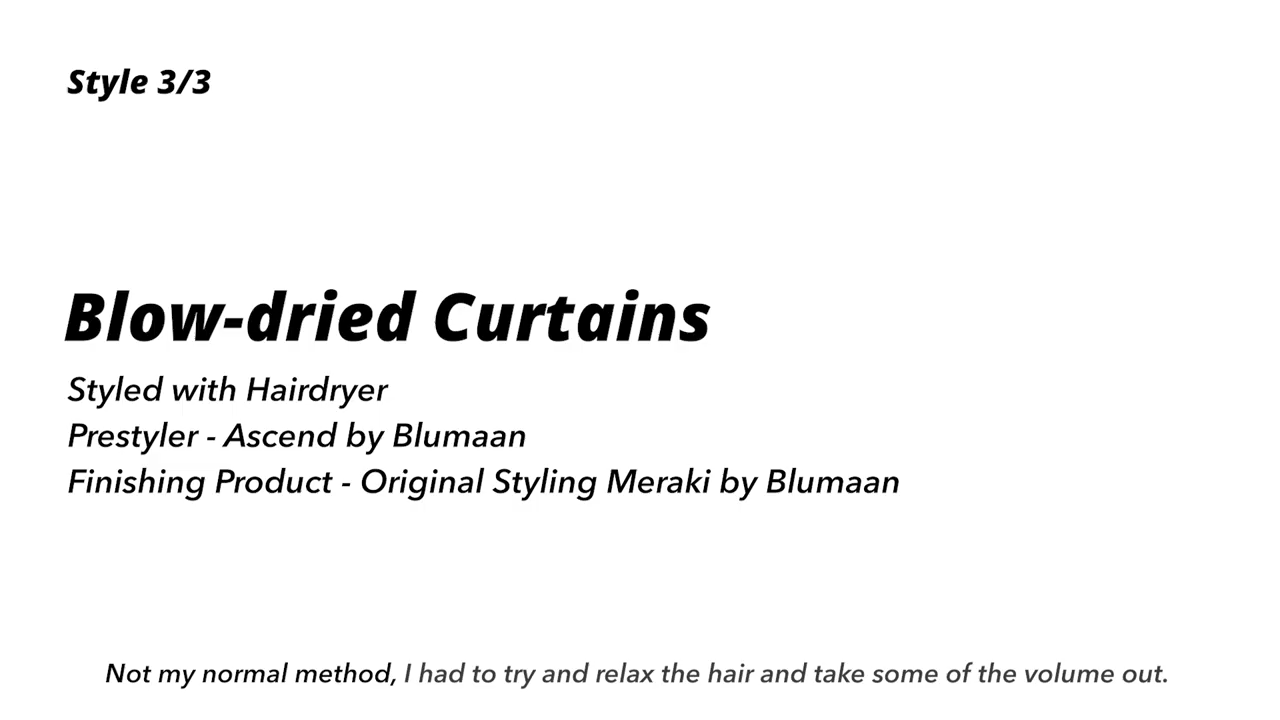 Style 3/3
Blow-dried Curtains
Styled with Hairdryer
Prestyler - Ascend by Blumaan
Finishing Product - Original Styling Meraki by Blumaan
Not my normal method, I had to try and relax the hair and take some of the volume out.